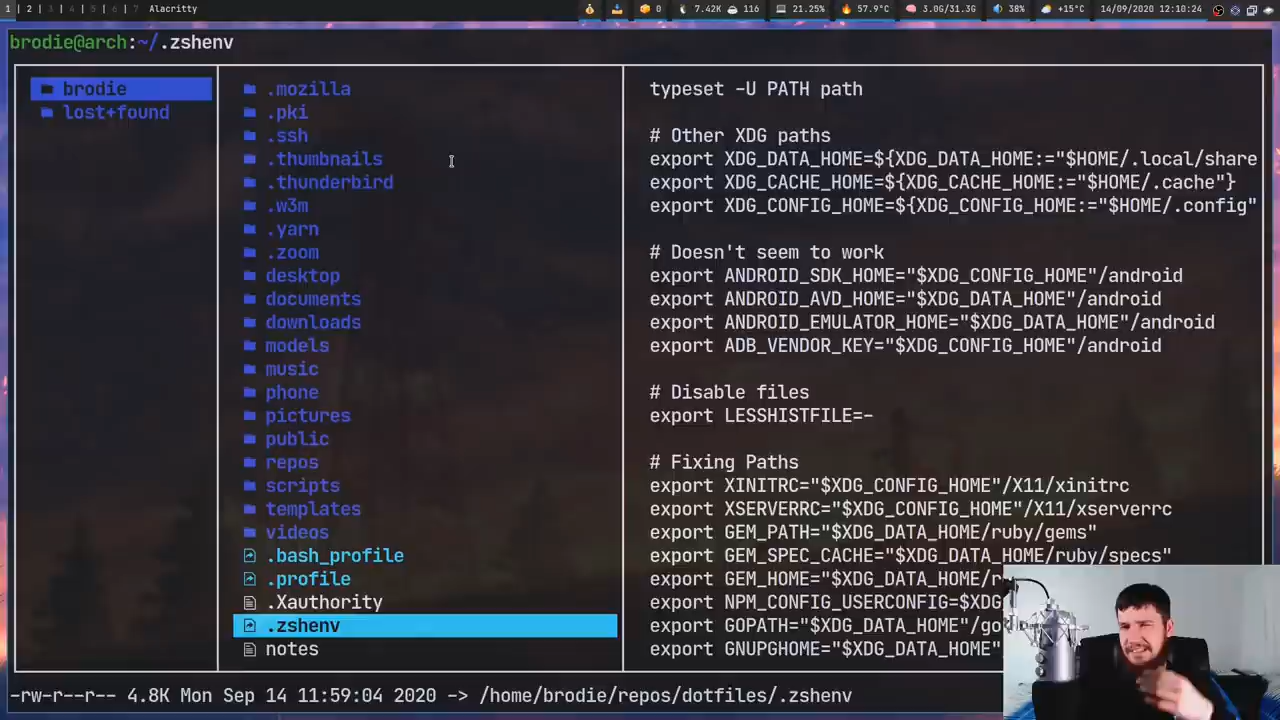 1 2 3 4 5 6 7 Alacritty 0 7.42K 116 21.25% 57.9°C 3.0G/31.3G 38% +15°C 14/09/2020 12:10:24
brodie@arch:~/.zshenv
brodie
lost+found
.mozilla
.pki
.ssh
.thumbnails
.thunderbird
.w3m
.yarn
.zoom
desktop
documents
downloads
models
music
phone
pictures
public
repos
scripts
templates
videos
.bash_profile
.profile
.Xauthority
.zshenv
notes
typeset -U PATH path
# Other XDG paths
export XDG_DATA_HOME=${XDG_DATA_HOME:="$HOME/.local/share
export XDG_CACHE_HOME=${XDG_CACHE_HOME:="$HOME/.cache"}
export XDG_CONFIG_HOME=${XDG_CONFIG_HOME:="$HOME/.config"
# Doesn't seem to work
export ANDROID_SDK_HOME="$XDG_CONFIG_HOME"/android
export ANDROID_AVD_HOME="$XDG_DATA_HOME"/android
export ANDROID_EMULATOR_HOME="$XDG_DATA_HOME"/android
export ADB_VENDOR_KEY="$XDG_CONFIG_HOME"/android
# Disable files
export LESSHISTFILE=-
# Fixing Paths
export XINITRC="$XDG_CONFIG_HOME"/X11/xinitrc
export XSERVERRC="$XDG_CONFIG_HOME"/X11/xserverrc
export GEM_PATH="$XDG_DATA_HOME/ruby/gems"
export GEM_SPEC_CACHE="$XDG_DATA_HOME/ruby/specs"
export GEM_HOME="$XDG_DATA_HOME/r
export NPM_CONFIG_USERCONFIG=$XDG
export GOPATH="$XDG_DATA_HOME"/go
export GNUPGHOME="$XDG_DATA_HOME"
-rw-r--r-- 4.8K Mon Sep 14 11:59:04 2020 -> /home/brodie/repos/dotfiles/.zshenv